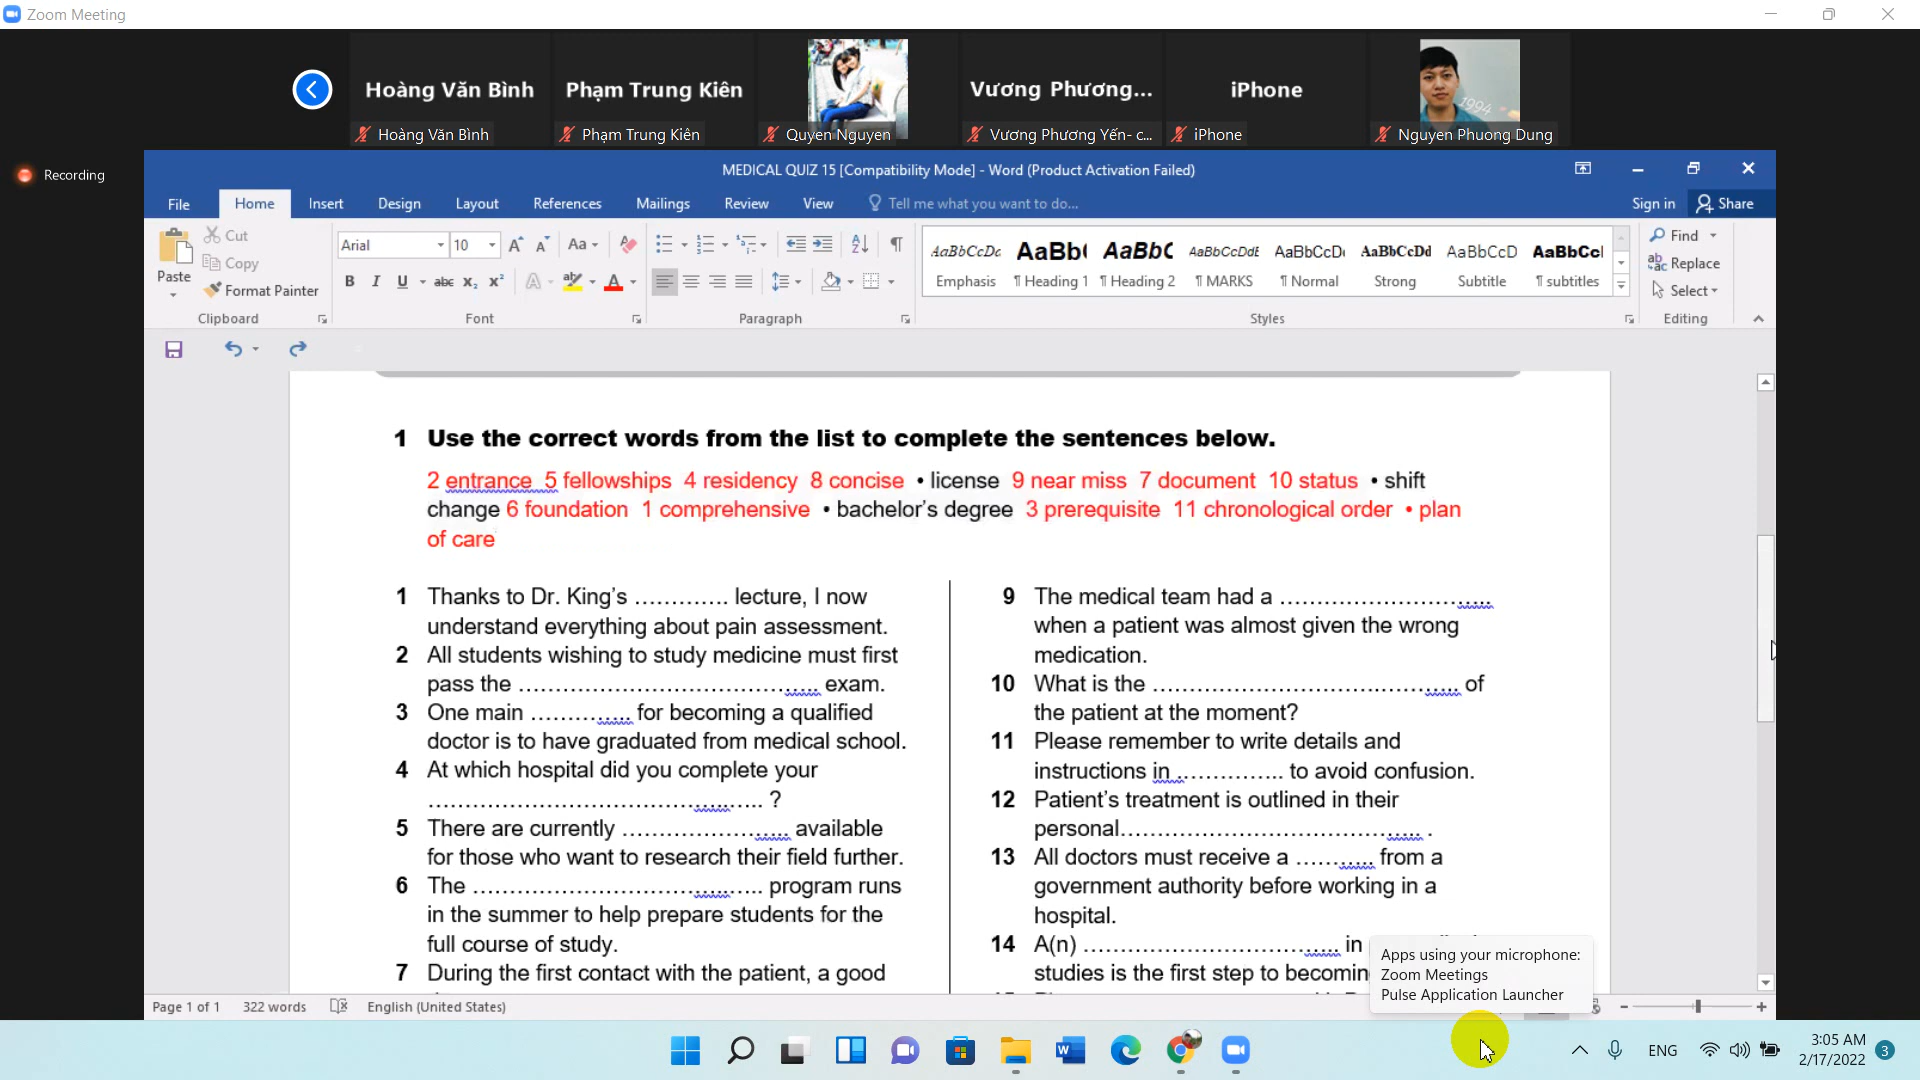 Zoom Meeting
Hoàng Văn Bình
Phạm Trung Kiên
Vương Phương...
iPhone
1994
Hoàng Văn Bình
Phạm Trung Kiên
Quyen Nguyen
Vương Phương Yến- c...
iPhone
Nguyen Phuong Dung
Recording
MEDICAL QUIZ 15 [Compatibility Mode] - Word (Product Activation Failed)
File Home Insert Design Layout References Mailings Review View Tell me what you want to do... Sign in Share
Paste
Cut
Copy
Format Painter
Clipboard
Arial 10
Font
Paragraph
AaBbCcDc AaBb( AaBbC AaBbCcDdE AaBbCcDi AaBbCcDd AaBbCcD AaBbCcl
Emphasis ¶ Heading 1 ¶ Heading 2 ¶ MARKS ¶ Normal Strong Subtitle ¶ subtitles
Styles
Find
Replace
Select
Editing
1 Use the correct words from the list to complete the sentences below.
2 entrance 5 fellowships 4 residency 8 concise • license 9 near miss 7 document 10 status • shift
change 6 foundation 1 comprehensive • bachelor's degree 3 prerequisite 11 chronological order • plan
of care
1 Thanks to Dr. King's ............. lecture, I now
understand everything about pain assessment.
2 All students wishing to study medicine must first
pass the ......................................... exam.
3 One main .............. for becoming a qualified
doctor is to have graduated from medical school.
4 At which hospital did you complete your
.............................................. ?
5 There are currently ....................... available
for those who want to research their field further.
6 The ....................................... program runs
in the summer to help prepare students for the
full course of study.
7 During the first contact with the patient, a good
9 The medical team had a .............................
when a patient was almost given the wrong
medication.
10 What is the .......................................... of
the patient at the moment?
11 Please remember to write details and
instructions in ............... to avoid confusion.
12 Patient's treatment is outlined in their
personal......................................... .
13 All doctors must receive a ........... from a
government authority before working in a
hospital.
14 A(n) ................................... in
studies is the first step to becomin
Apps using your microphone:
Zoom Meetings
Pulse Application Launcher
Page 1 of 1 322 words English (United States)
ENG
3:05 AM
2/17/2022
3